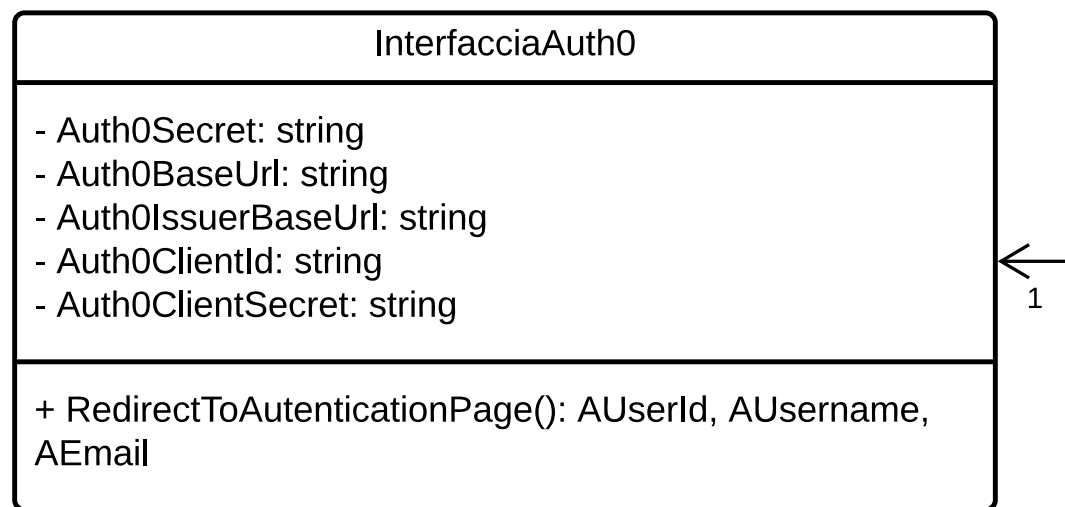 InterfacciaAuth0
- Auth0Secret: string
- Auth0BaseUrl: string
- Auth0IssuerBaseUrl: string
- Auth0ClientId: string
- Auth0ClientSecret: string
1
+ RedirectToAutenticationPage(): AUserId, AUsername,
AEmail